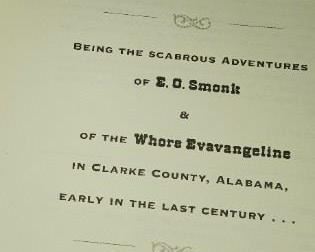 BEING THE SCABROUS ADVENTURES
OF E. O. Smonk
&
OF THE Whore Evavangeline
IN CLARKE COUNTY, ALABAMA,
EARLY IN THE LAST CENTURY . . .